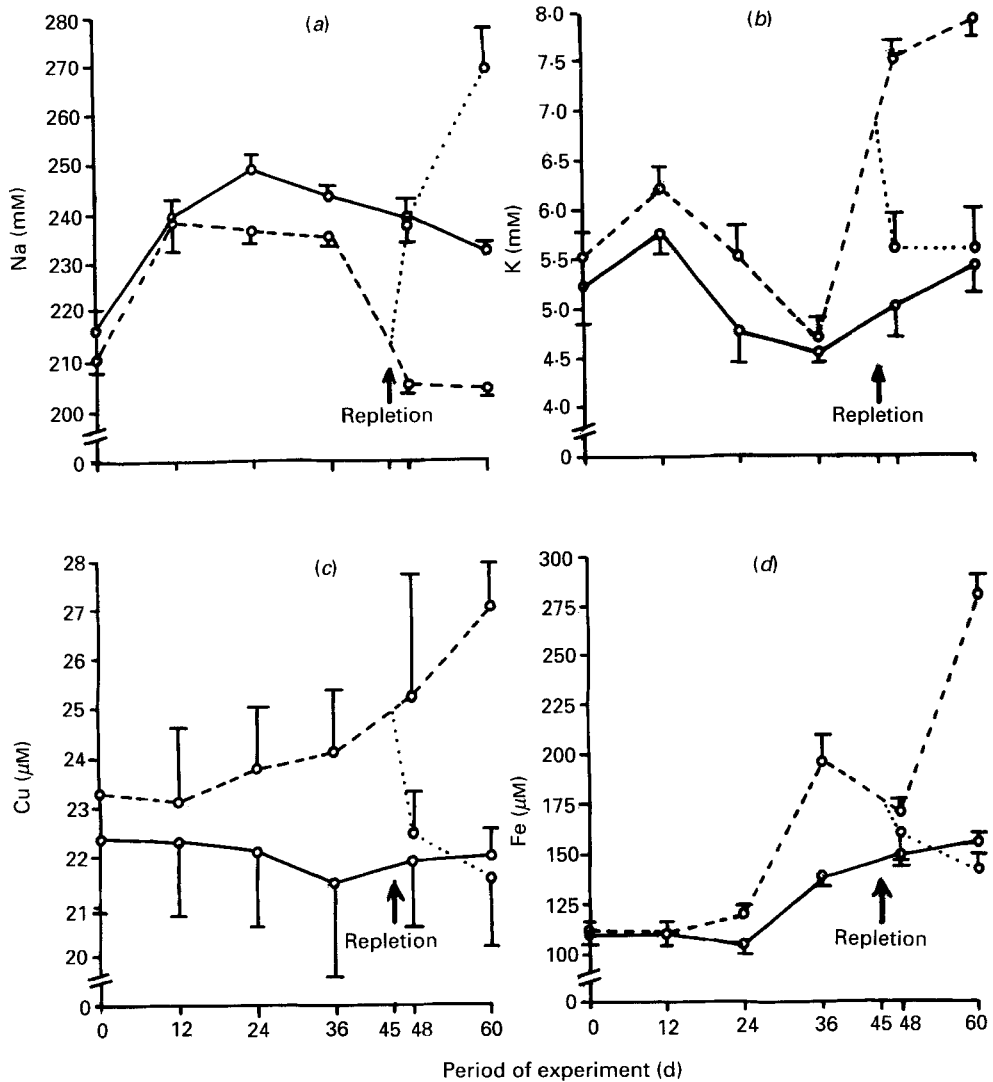 (a)
280
270
260
250
240
230
220
210
200
0
Na (mM)
Repletion
(b)
8·0
7·5
7·0
6·5
6·0
5·5
5·0
4·5
4·0
0
K (mM)
Repletion
(c)
28
27
26
25
24
23
22
21
20
0
Cu (μM)
Repletion
0 12 24 36 45 48 60
(d)
300
275
250
200
175
150
125
100
0
Fe (μM)
Repletion
0 12 24 36 45 48 60
Period of experiment (d)